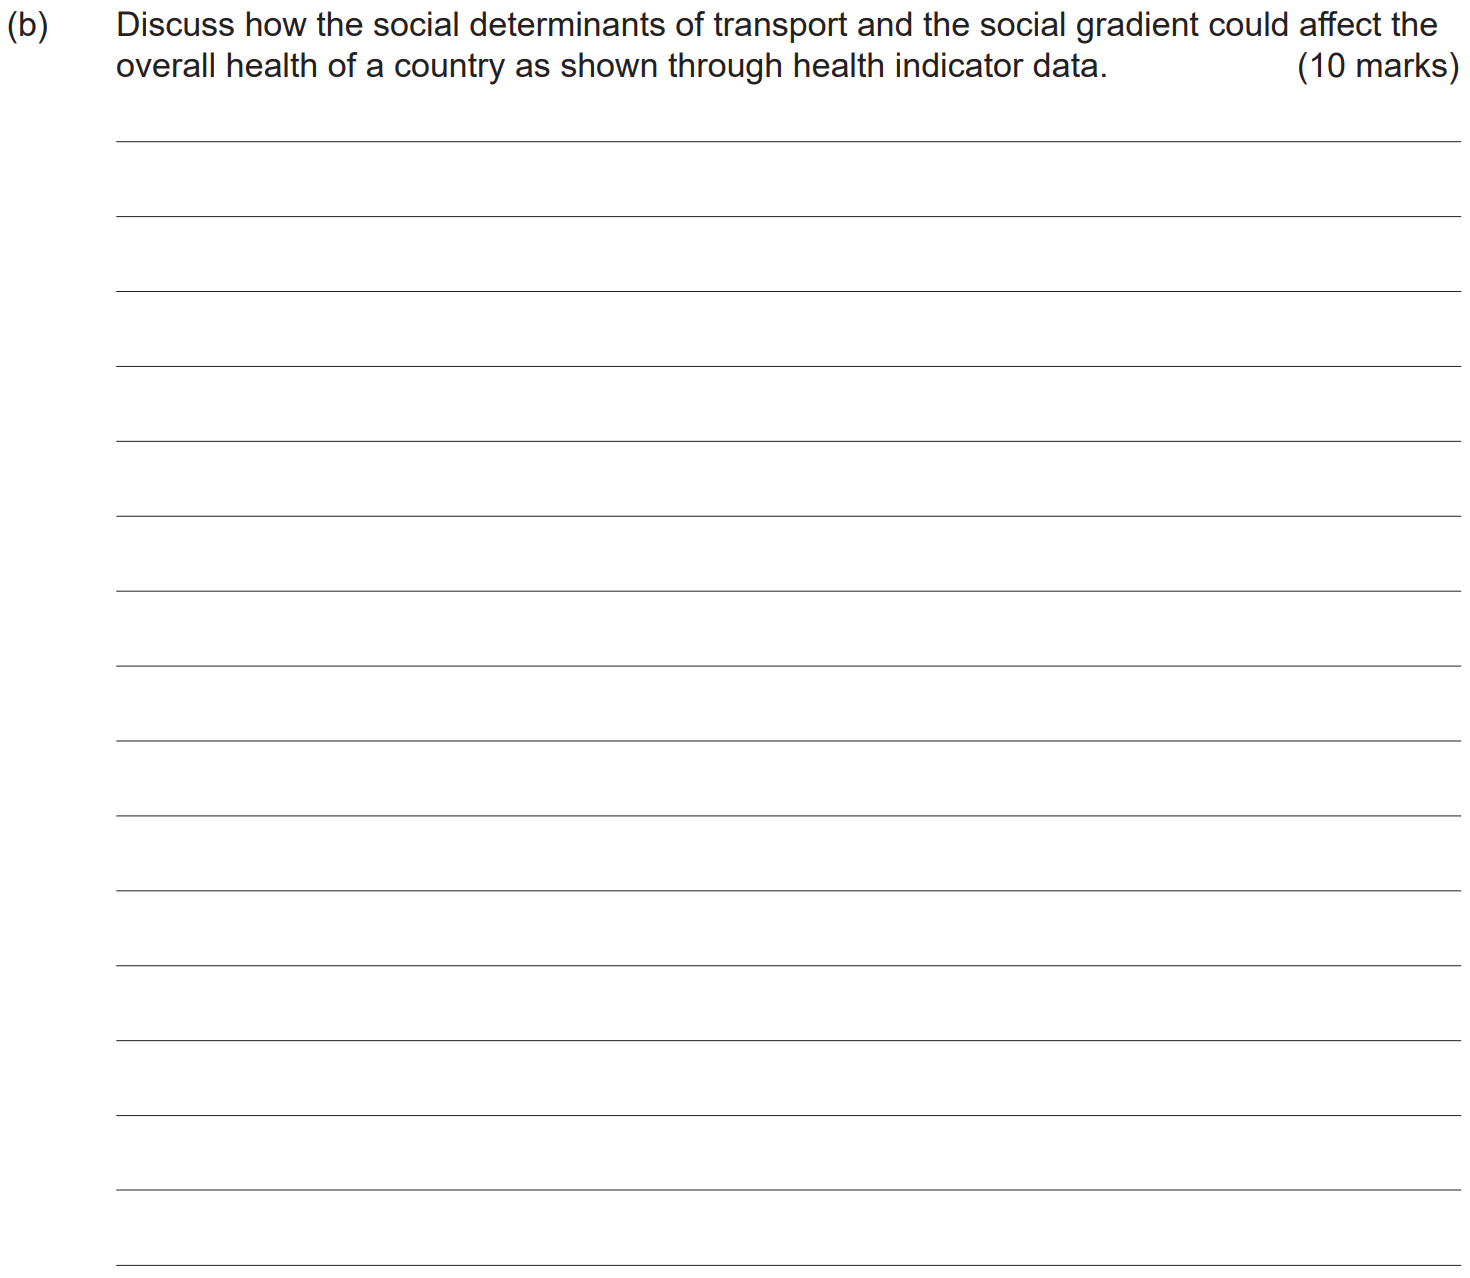 (b) Discuss how the social determinants of transport and the social gradient could affect the
overall health of a country as shown through health indicator data. (10 marks)